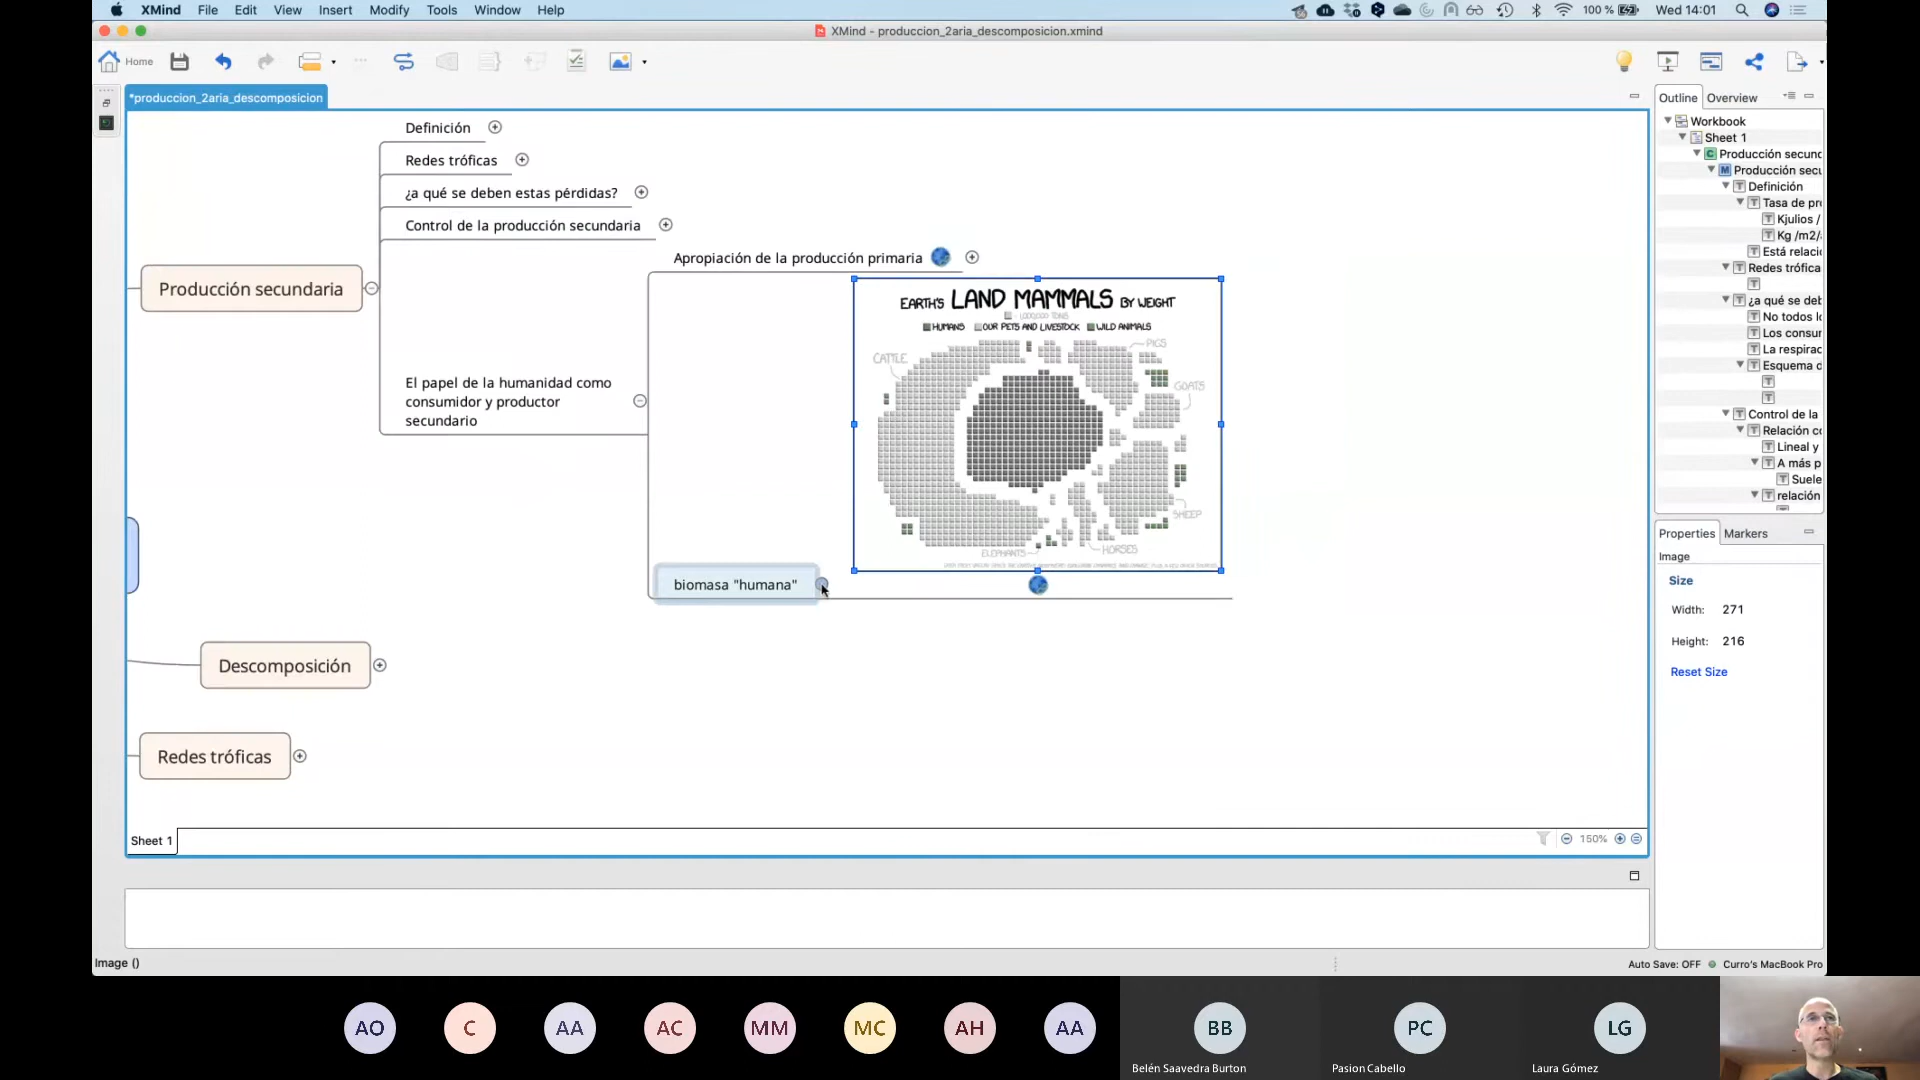 XMind File Edit View Insert Modify Tools Window Help
100 % Wed 14:01
XMind - produccion_2aria_descomposicion.xmind
Home
*produccion_2aria_descomposicion
Definición
Redes tróficas
¿a qué se deben estas pérdidas?
Control de la producción secundaria
Apropiación de la producción primaria
Producción secundaria
El papel de la humanidad como
consumidor y productor
secundario
EARTH'S LAND MAMMALS BY WEIGHT
= 1,000,000 TONS
HUMANS OUR PETS AND LIVESTOCK WILD ANIMALS
CATTLE
PIGS
GOATS
SHEEP
HORSES
ELEPHANTS
biomasa "humana"
Descomposición
Redes tróficas
Sheet 1
150%
Outline Overview
Workbook
Sheet 1
C Producción secunc
M Producción secu
T Definición
T Tasa de pr
T Kjulios /
T Kg /m2/
T Está relaci
T Redes trófica
T
T ¿a qué se deb
T No todos lo
T Los consur
T La respirac
T Esquema d
T
T
T Control de la
T Relación co
T Lineal y
T A más p
T Suele
T relación
Properties Markers
Image
Size
Width: 271
Height: 216
Reset Size
Image ()
Auto Save: OFF Curro's MacBook Pro
AO C AA AC MM MC AH AA BB PC LG
Belén Saavedra Burton Pasion Cabello Laura Gómez